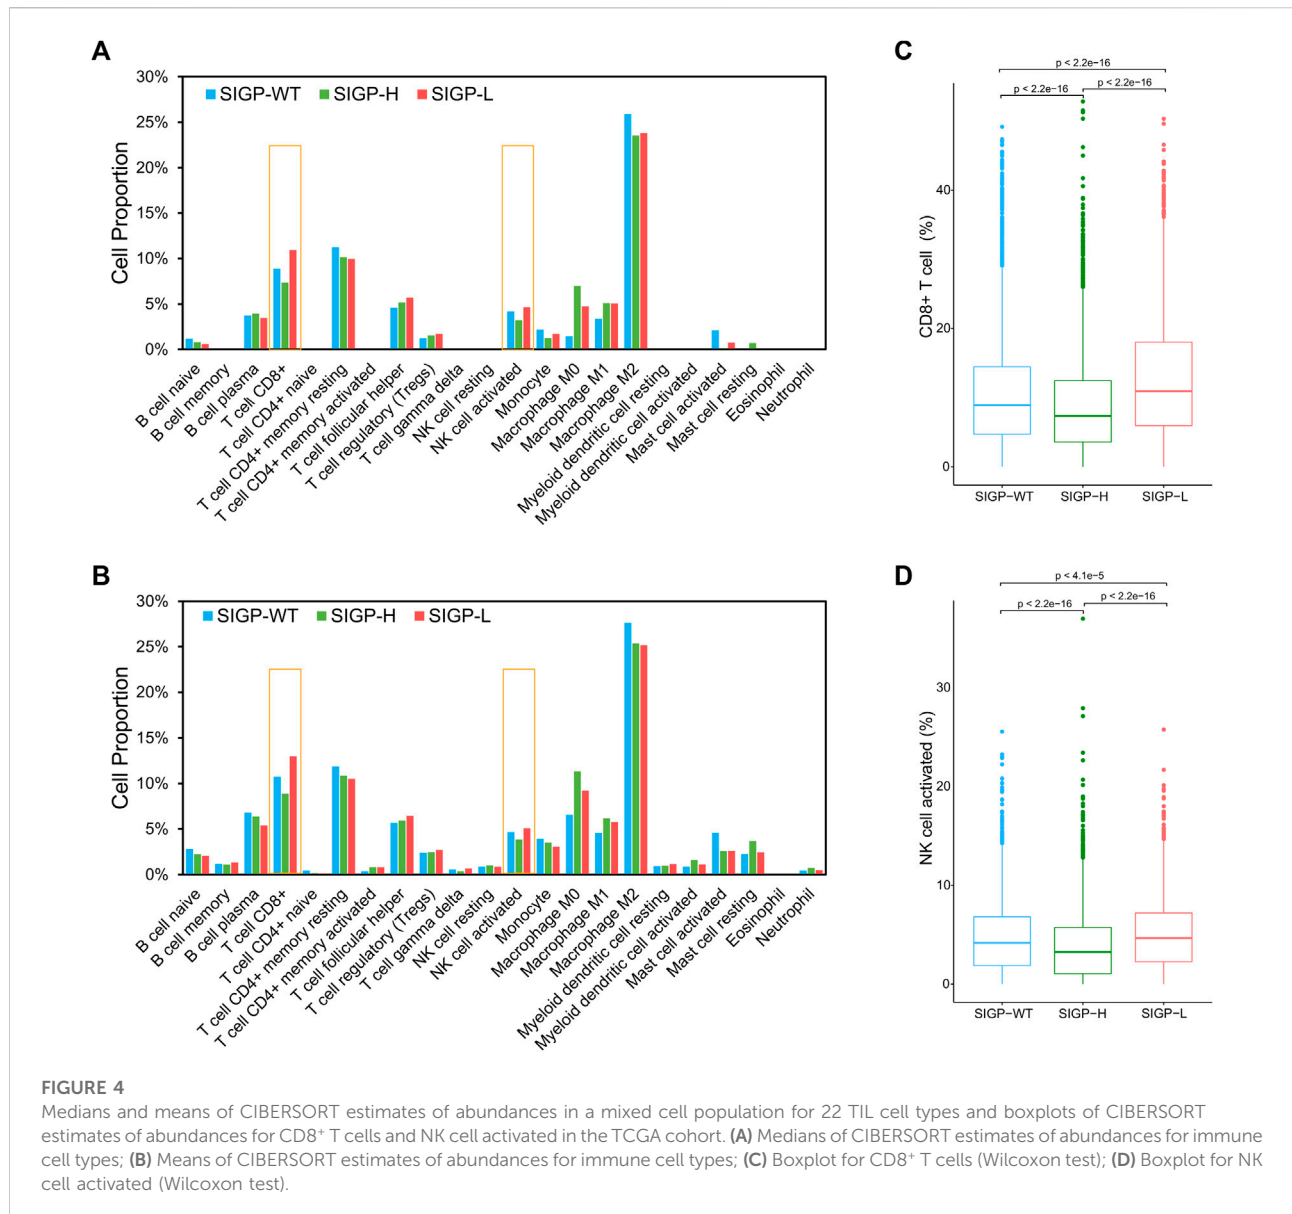 A
30%
25%
20%
15%
10%
5%
0%
Cell Proportion
SIGP-WT SIGP-H SIGP-L
B cell naive
B cell memory
B cell plasma
T cell CD8+
T cell CD4+ naive
T cell CD4+ memory resting
T cell CD4+ memory activated
T cell follicular helper
T cell regulatory (Tregs)
T cell gamma delta
NK cell resting
NK cell activated
Monocyte
Macrophage M0
Macrophage M1
Macrophage M2
Myeloid dendritic cell resting
Myeloid dendritic cell activated
Mast cell activated
Mast cell resting
Eosinophil
Neutrophil
C
p < 2.2e−16
p <2.2e−16 p < 2.2e−16
CD8+ T cell (%)
40
20
0
SIGP−WT SIGP−H SIGP−L
B
30%
25%
20%
15%
10%
5%
0%
Cell Proportion
SIGP-WT SIGP-H SIGP-L
B cell naive
B cell memory
B cell plasma
T cell CD8+
T cell CD4+ naive
T cell CD4+ memory resting
T cell CD4+ memory activated
T cell follicular helper
T cell regulatory (Tregs)
T cell gamma delta
NK cell resting
NK cell activated
Monocyte
Macrophage M0
Macrophage M1
Macrophage M2
Myeloid dendritic cell resting
Myeloid dendritic cell activated
Mast cell activated
Mast cell resting
Eosinophil
Neutrophil
D
p < 4.1e−5
p < 2.2e−16 p < 2.2e−16
NK cell activated (%)
30
20
10
0
SIGP−WT SIGP−H SIGP−L
FIGURE 4
Medians and means of CIBERSORT estimates of abundances in a mixed cell population for 22 TIL cell types and boxplots of CIBERSORT
estimates of abundances for CD8⁺ T cells and NK cell activated in the TCGA cohort. (A) Medians of CIBERSORT estimates of abundances for immune
cell types; (B) Means of CIBERSORT estimates of abundances for immune cell types; (C) Boxplot for CD8⁺ T cells (Wilcoxon test); (D) Boxplot for NK
cell activated (Wilcoxon test).